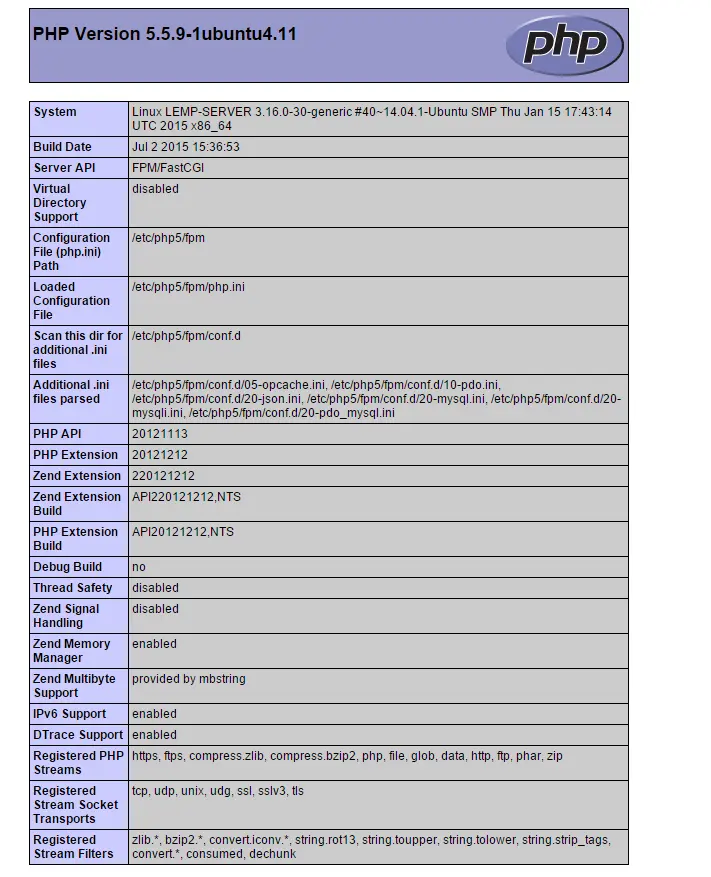 PHP Version 5.5.9-1ubuntu4.11
php
System
Linux LEMP-SERVER 3.16.0-30-generic #40~14.04.1-Ubuntu SMP Thu Jan 15 17:43:14
UTC 2015 x86_64
Build Date
Jul 2 2015 15:36:53
Server API
FPM/FastCGI
Virtual
Directory
Support
disabled
Configuration
File (php.ini)
Path
/etc/php5/fpm
Loaded
Configuration
File
/etc/php5/fpm/php.ini
Scan this dir for
additional .ini
files
/etc/php5/fpm/conf.d
Additional .ini
files parsed
/etc/php5/fpm/conf.d/05-opcache.ini, /etc/php5/fpm/conf.d/10-pdo.ini,
/etc/php5/fpm/conf.d/20-json.ini, /etc/php5/fpm/conf.d/20-mysql.ini, /etc/php5/fpm/conf.d/20-
mysqli.ini, /etc/php5/fpm/conf.d/20-pdo_mysql.ini
PHP API
20121113
PHP Extension
20121212
Zend Extension
220121212
Zend Extension
Build
API220121212,NTS
PHP Extension
Build
API20121212,NTS
Debug Build
no
Thread Safety
disabled
Zend Signal
Handling
disabled
Zend Memory
Manager
enabled
Zend Multibyte
Support
provided by mbstring
IPv6 Support
enabled
DTrace Support
enabled
Registered PHP
Streams
https, ftps, compress.zlib, compress.bzip2, php, file, glob, data, http, ftp, phar, zip
Registered
Stream Socket
Transports
tcp, udp, unix, udg, ssl, sslv3, tls
Registered
Stream Filters
zlib.*, bzip2.*, convert.iconv.*, string.rot13, string.toupper, string.tolower, string.strip_tags,
convert.*, consumed, dechunk